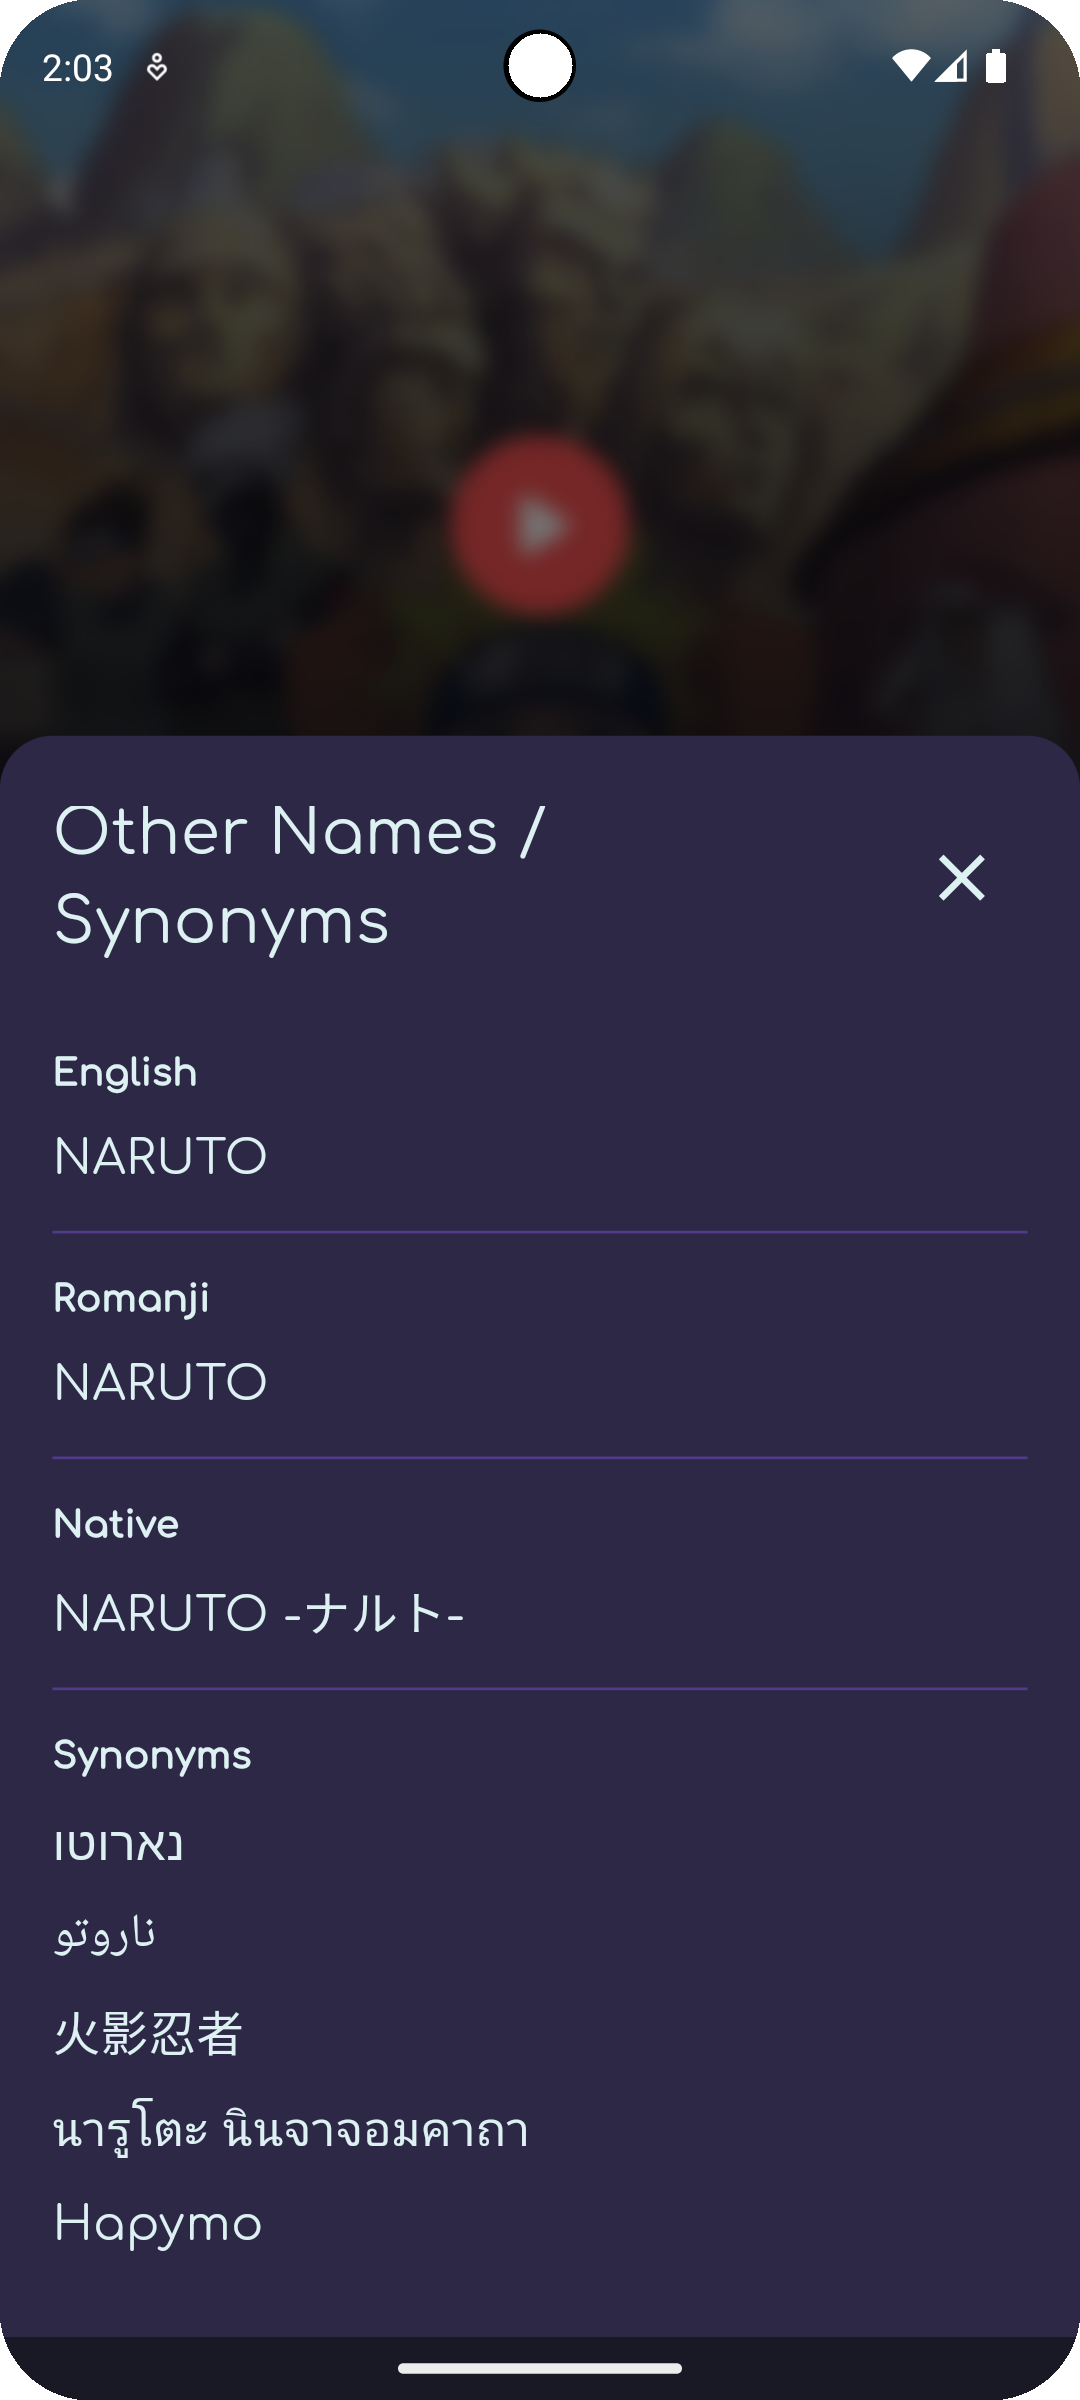 2:03
Other Names /
Synonyms
English
NARUTO
Romanji
NARUTO
Native
NARUTO -ナルト-
Synonyms
נארוטו
ناروتو
火影忍者
นารูโตะ นินจาจอมคาถา
Наруто